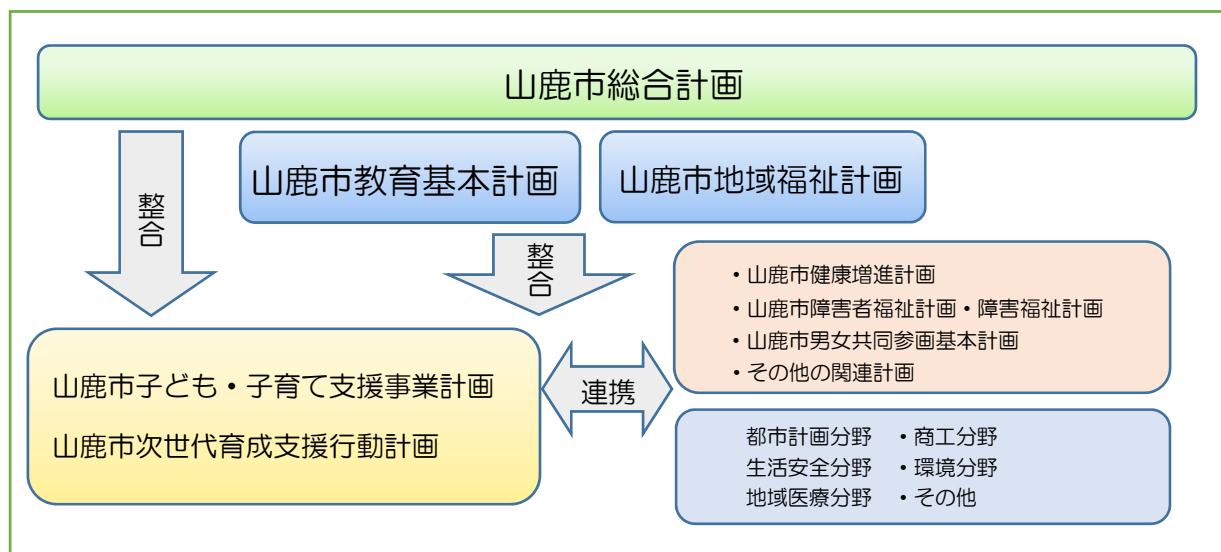 山鹿市総合計画
山鹿市教育基本計画
山鹿市地域福祉計画
整合
整合
・山鹿市健康増進計画
・山鹿市障害者福祉計画・障害福祉計画
・山鹿市男女共同参画基本計画
・その他の関連計画
山鹿市子ども・子育て支援事業計画
山鹿市次世代育成支援行動計画
連携
都市計画分野 ・商工分野
生活安全分野 ・環境分野
地域医療分野 ・その他